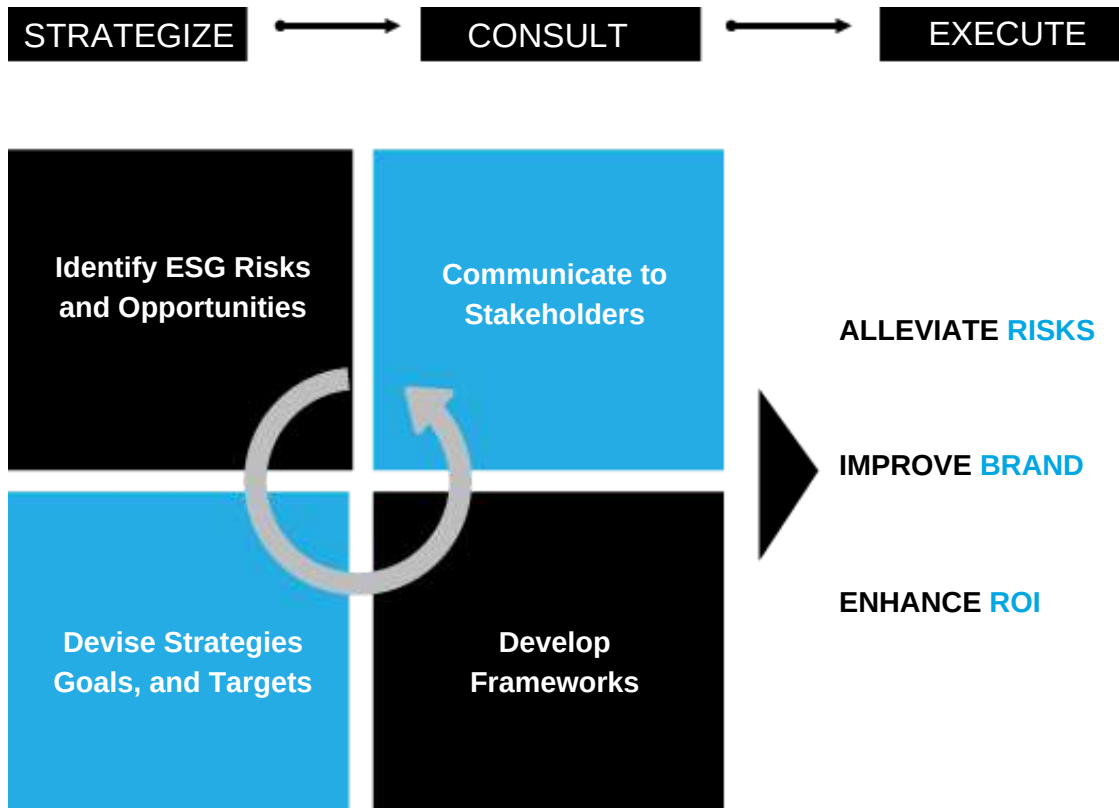 STRATEGIZE
CONSULT
EXECUTE
Identify ESG Risks
and Opportunities
Communicate to
Stakeholders
Devise Strategies
Goals, and Targets
Develop
Frameworks
ALLEVIATE RISKS
IMPROVE BRAND
ENHANCE ROI